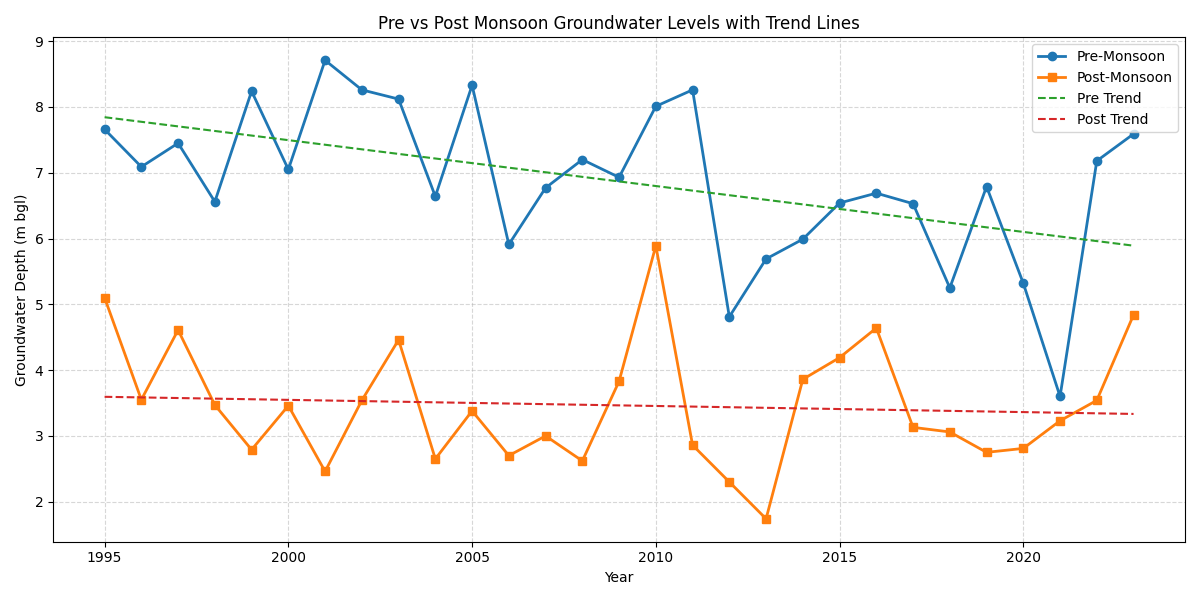 Pre vs Post Monsoon Groundwater Levels with Trend Lines
Groundwater Depth (m bgl)
9
8
7
6
5
4
3
2
Pre-Monsoon
Post-Monsoon
Pre Trend
Post Trend
1995 2000 2005 2010 2015 2020
Year